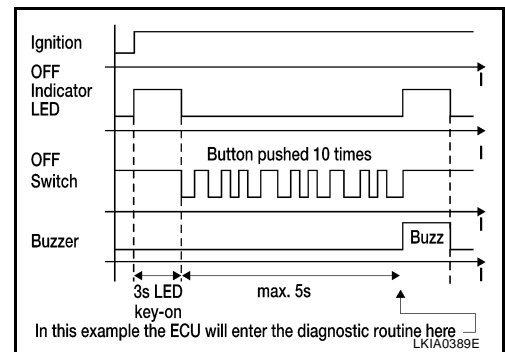 Ignition
OFF
Indicator
LED
OFF
Switch
Button pushed 10 times
Buzzer
Buzz
3s LED
key-on
max. 5s
In this example the ECU will enter the diagnostic routine here
LKIA0389E